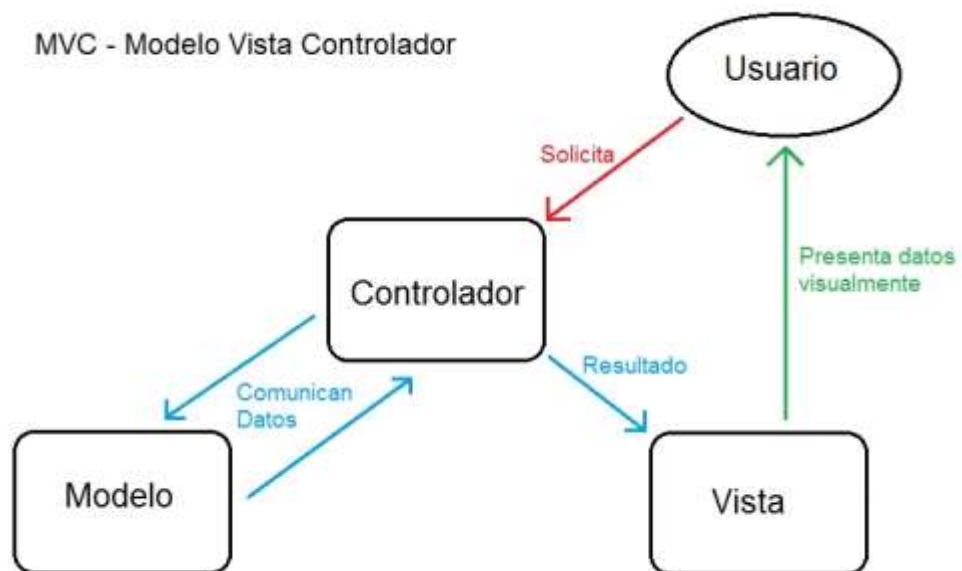 MVC - Modelo Vista Controlador
Usuario
Solicita
Presenta datos
visualmente
Controlador
Resultado
Comunican
Datos
Modelo
Vista